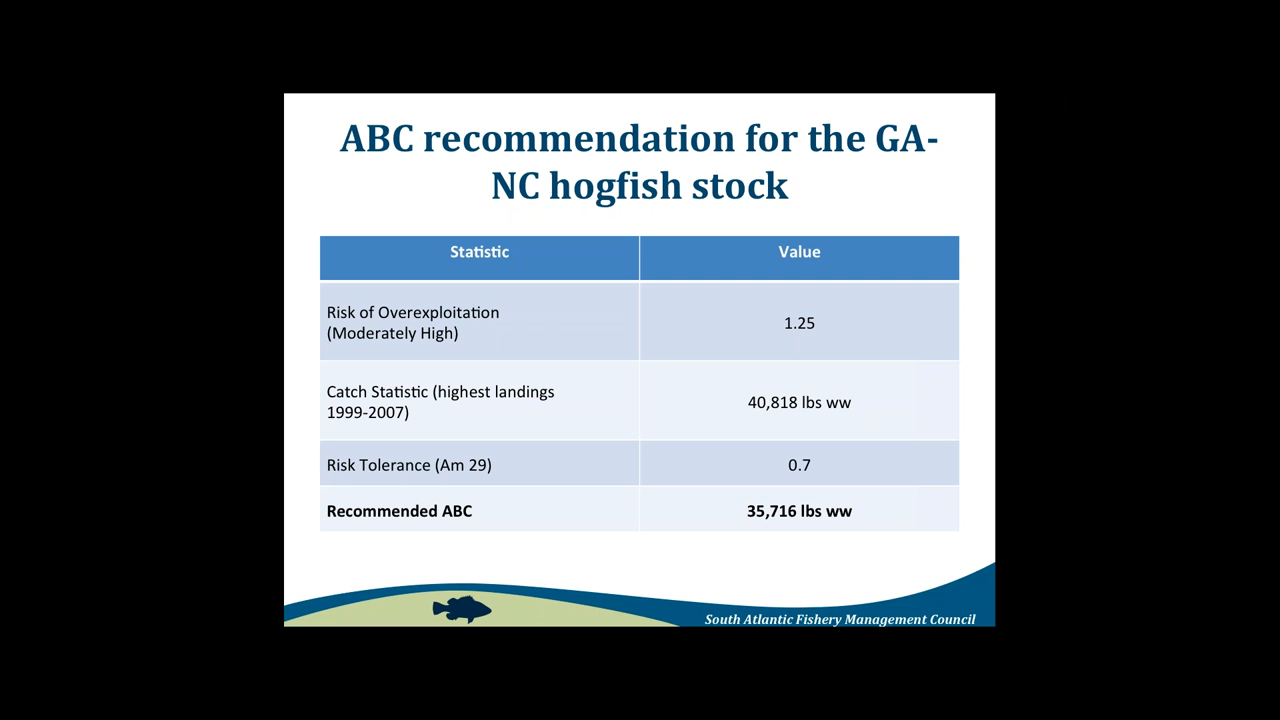 ABC recommendation for the GA-
NC hogfish stock
Statistic Value
Risk of Overexploitation
(Moderately High)
1.25
Catch Statistic (highest landings
1999-2007)
40,818 lbs ww
Risk Tolerance (Am 29) 0.7
Recommended ABC 35,716 lbs ww
South Atlantic Fishery Management Council